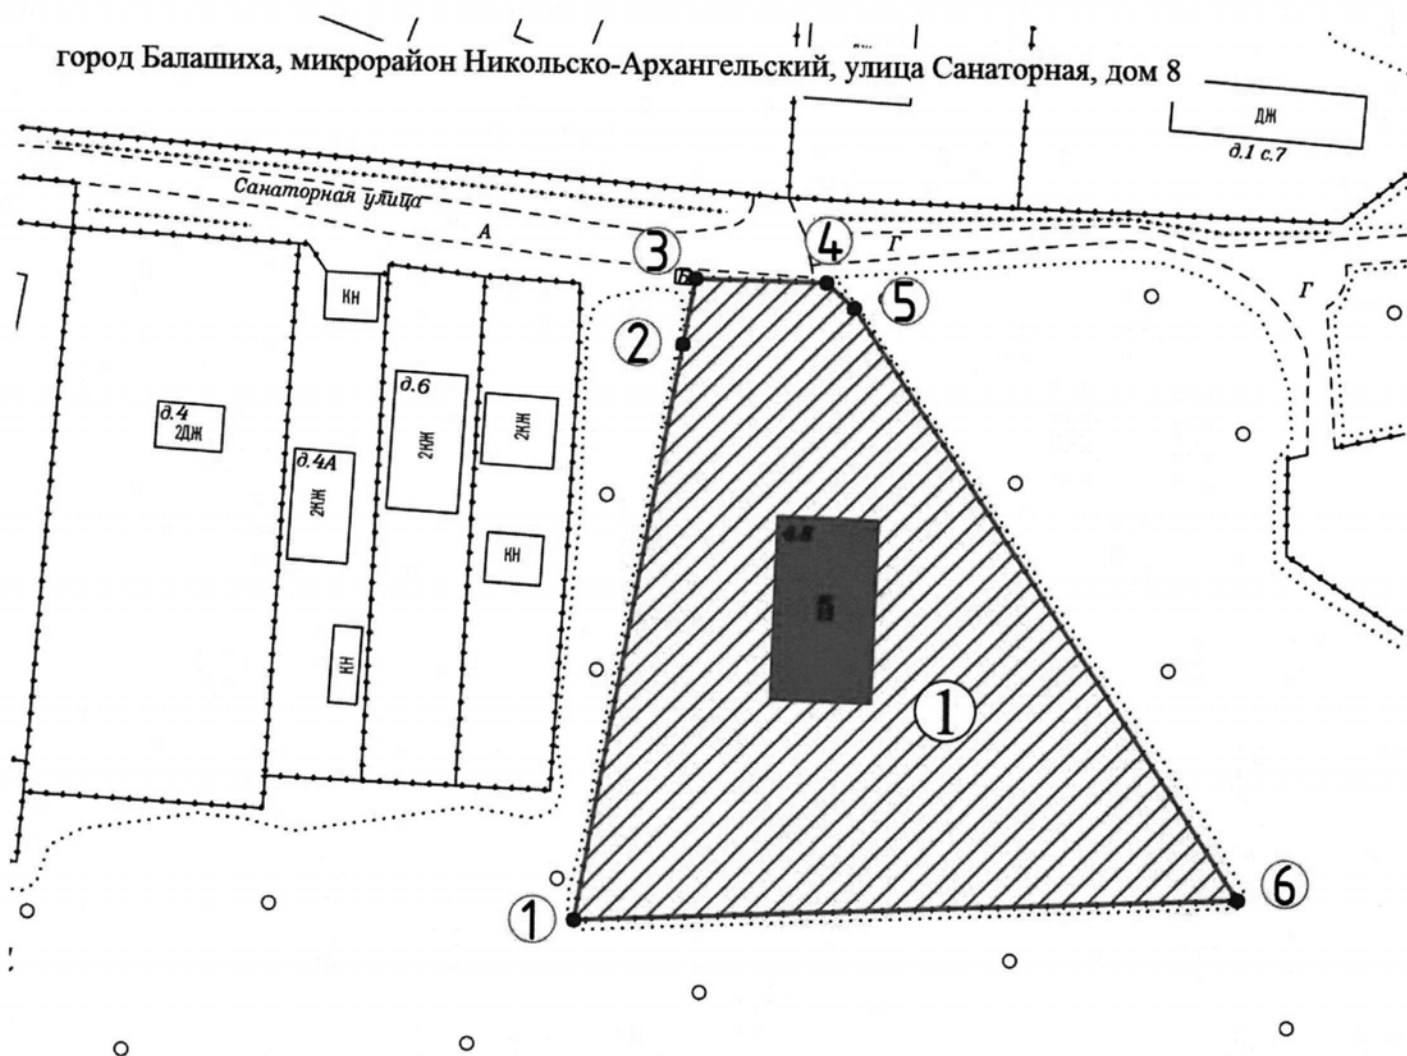 город Балашиха, микрорайон Никольско-Архангельский, улица Санаторная, дом 8
ДЖ
д.1 с.7
Санаторная улица
А
3
4
Г
Б
5
Г
КН
2
д.6
2КЖ
2КЖ
д.4
2ДЖ
д.4А
2КЖ
д.8
КН
КН
1
6
1